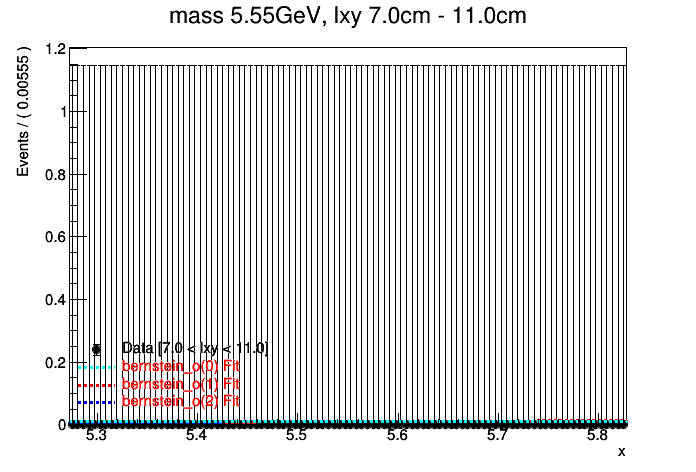 mass 5.55GeV, lxy 7.0cm - 11.0cm
Events / ( 0.00555 )
1.2
1
0.8
0.6
0.4
0.2
0
Data [7.0 < lxy < 11.0]
bernstein_o(0) Fit
bernstein_o(1) Fit
bernstein_o(2) Fit
5.3 5.4 5.5 5.6 5.7 5.8
x